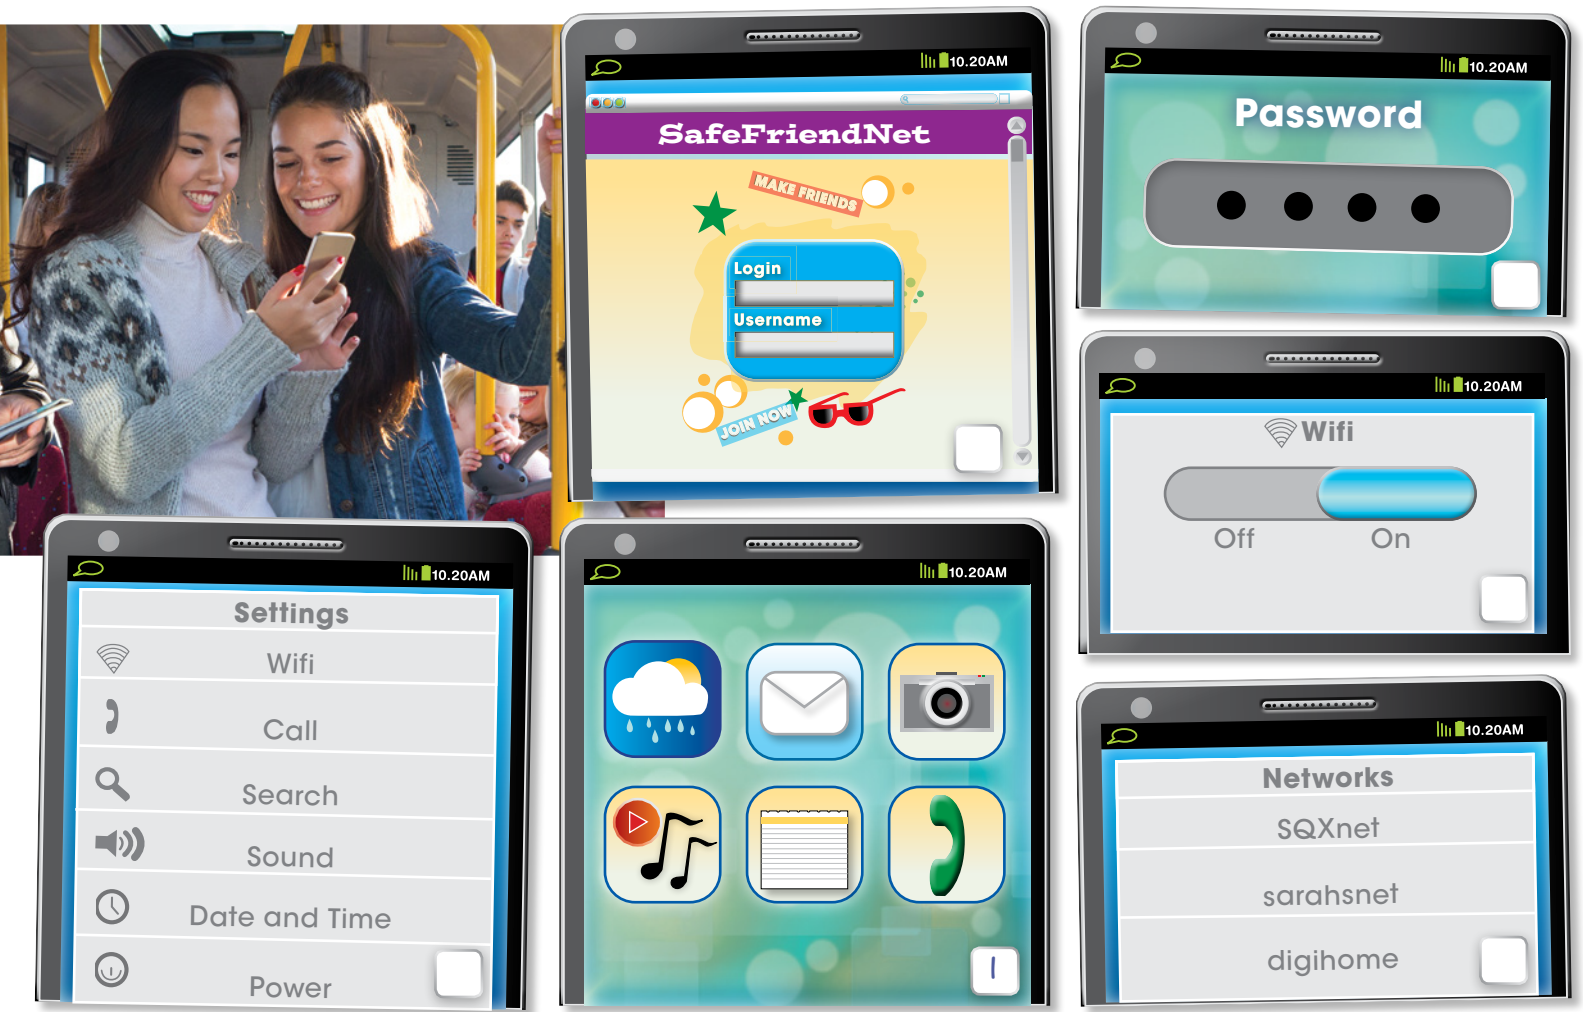 10.20AM
SafeFriendNet
MAKE FRIENDS
Login
Username
JOIN NOW
10.20AM
Password
10.20AM
Wifi
Off On
10.20AM
Settings
Wifi
Call
Search
Sound
Date and Time
Power
10.20AM
1
10.20AM
Networks
SQXnet
sarahsnet
digihome